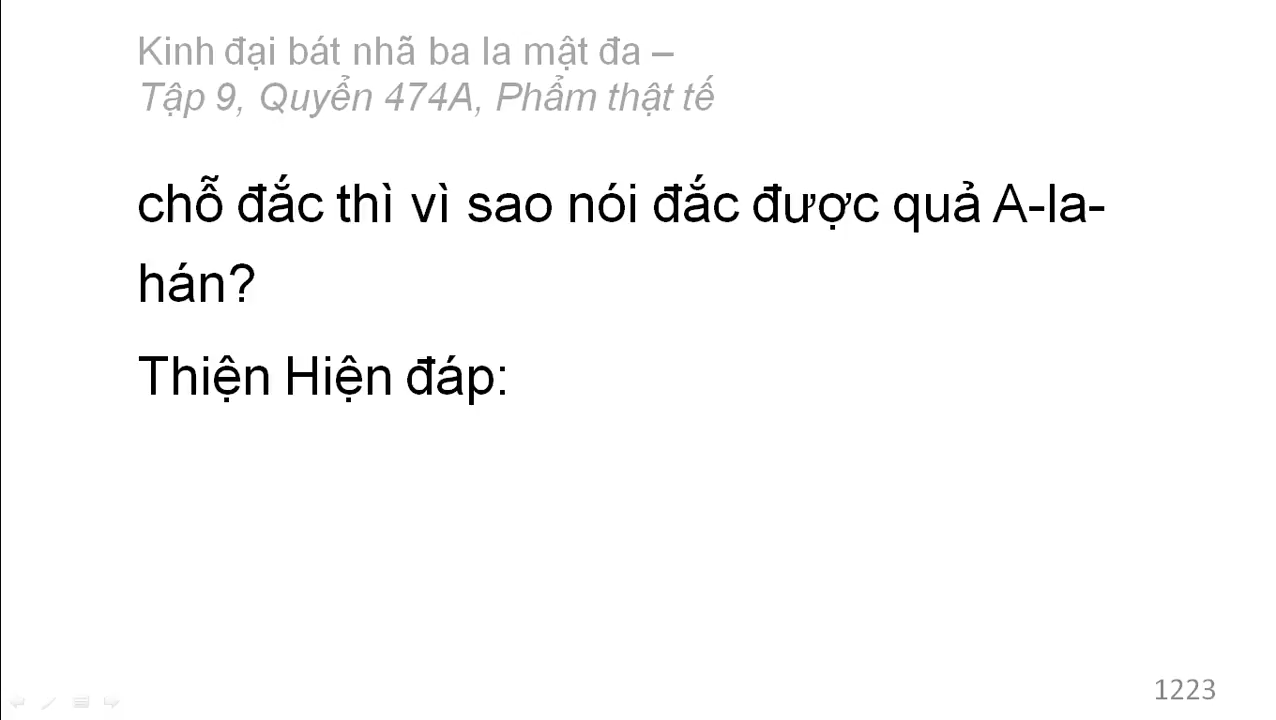 Kinh đại bát nhã ba la mật đa –
Tập 9, Quyển 474A, Phẩm thật tế
chỗ đắc thì vì sao nói đắc được quả A-la-
hán?
Thiện Hiện đáp:
1223